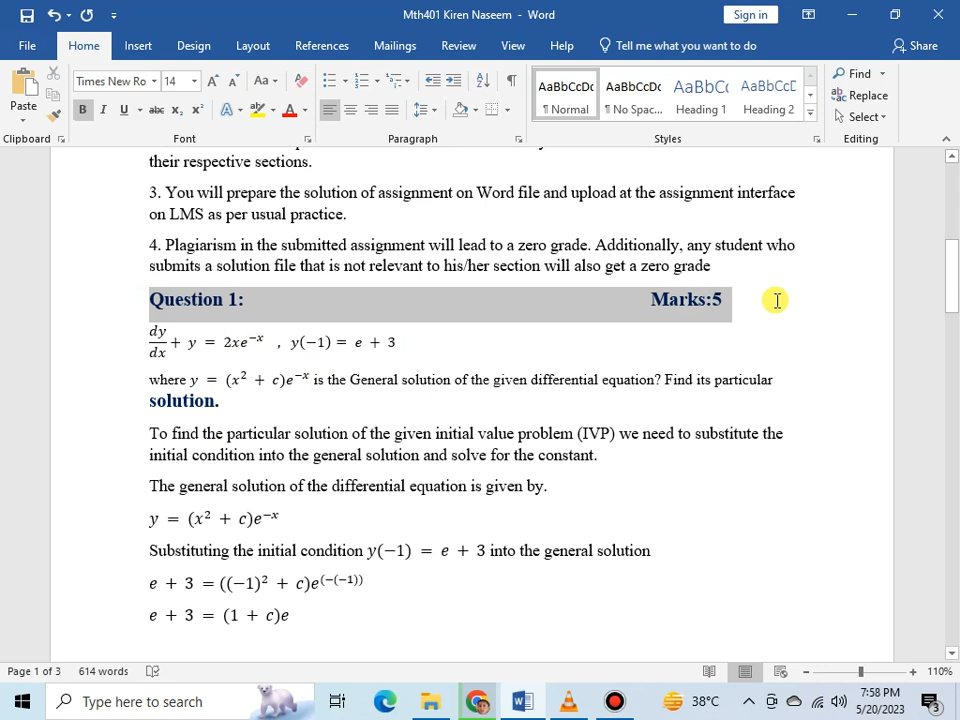 Mth401 Kiren Naseem - Word
Sign in
File Home Insert Design Layout References Mailings Review View Help Tell me what you want to do Share
Paste
Times New Ro 14 Aa A
B I U abc x₂ x² A A
AaBbCcDc AaBbCcDc AaBbCc AaBbCcD
¶ Normal ¶ No Spac... Heading 1 Heading 2
Find
Replace
Select
Clipboard Font Paragraph Styles Editing
their respective sections.
3. You will prepare the solution of assignment on Word file and upload at the assignment interface
on LMS as per usual practice.
4. Plagiarism in the submitted assignment will lead to a zero grade. Additionally, any student who
submits a solution file that is not relevant to his/her section will also get a zero grade
Question 1: Marks:5
dy/dx + y = 2xe⁻ˣ , y(−1) = e + 3
where y = (x² + c)e⁻ˣ is the General solution of the given differential equation? Find its particular
solution.
To find the particular solution of the given initial value problem (IVP) we need to substitute the
initial condition into the general solution and solve for the constant.
The general solution of the differential equation is given by.
y = (x² + c)e⁻ˣ
Substituting the initial condition y(−1) = e + 3 into the general solution
e + 3 = ((−1)² + c)e⁽⁻⁽⁻¹⁾⁾
e + 3 = (1 + c)e
Page 1 of 3 614 words 110%
Type here to search 38°C 7:58 PM
5/20/2023
3